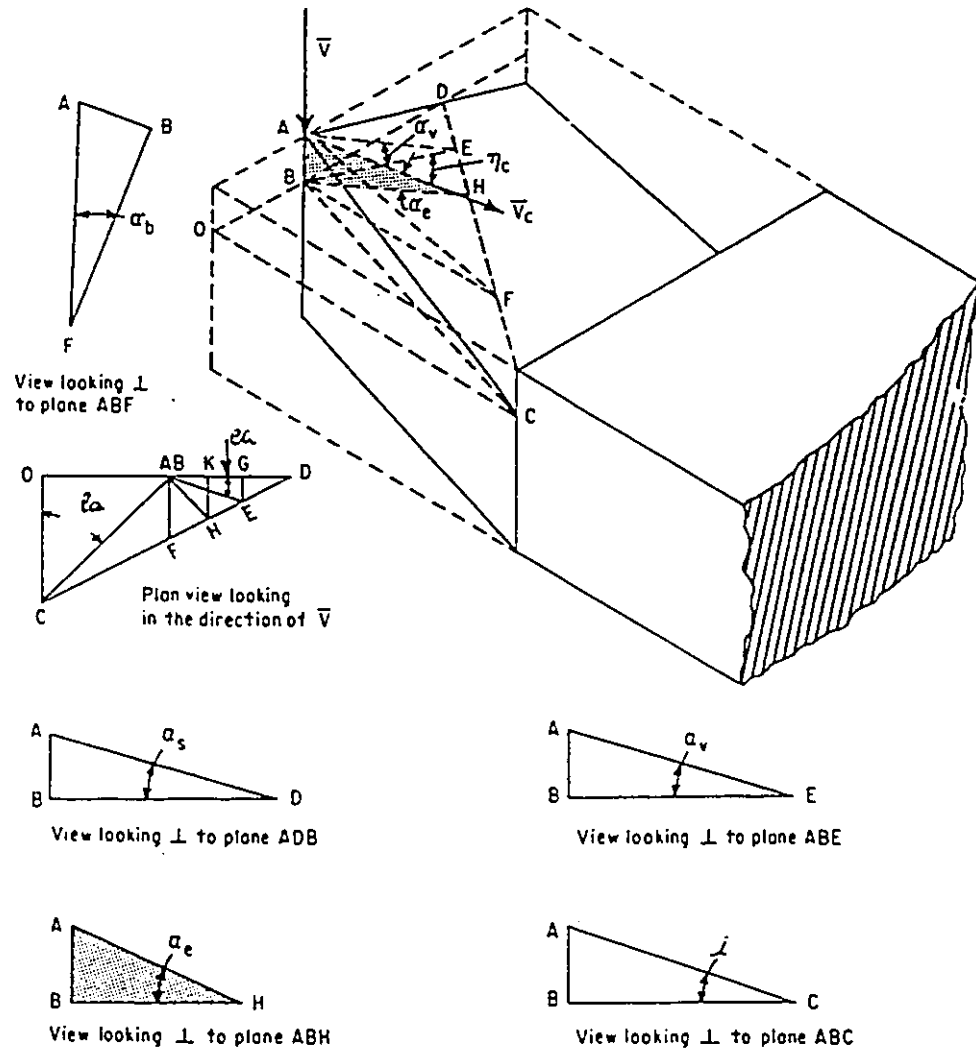 V̅
A
B
α_b
F
View looking ⊥
to plane ABF
A
B
O
D
α_v
E
η_c
H
α_e
V̅_c
F
C
O
AB
K
G
D
F
H
E
C
Plan view looking
in the direction of V̅
A
α_s
B
D
View looking ⊥ to plane ADB
A
α_v
B
E
View looking ⊥ to plane ABE
A
α_e
B
H
View looking ⊥ to plane ABH
A
i
B
C
View looking ⊥ to plane ABC